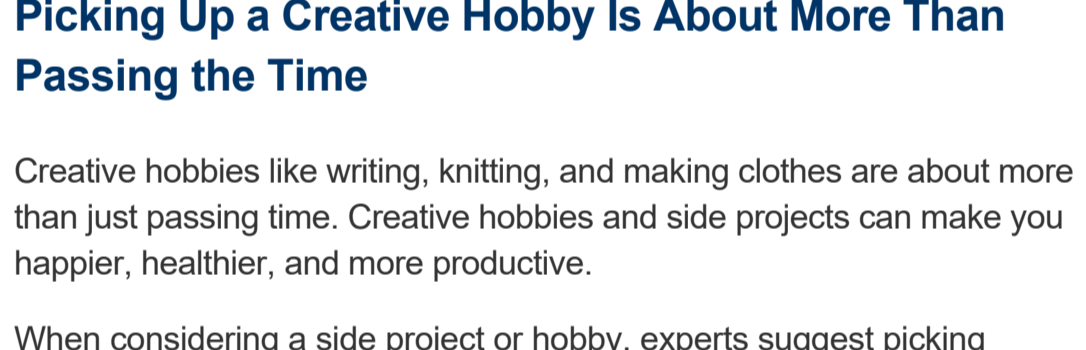 Picking Up a Creative Hobby Is About More Than
Passing the Time
Creative hobbies like writing, knitting, and making clothes are about more
than just passing time. Creative hobbies and side projects can make you
happier, healthier, and more productive.
When considering a side project or hobby, experts suggest picking